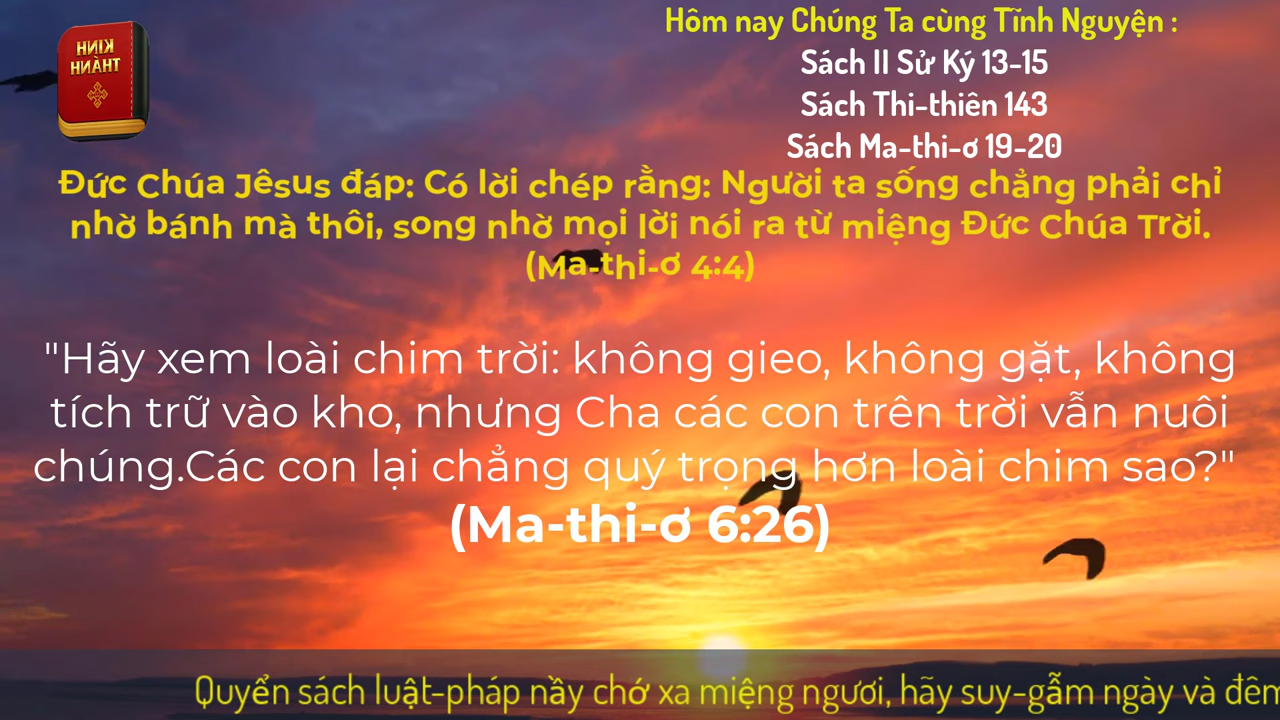 KINH
THÀNH
Hôm nay Chúng Ta cùng Tĩnh Nguyện :
Sách II Sử Ký 13-15
Sách Thi-thiên 143
Sách Ma-thi-ơ 19-20
Đức Chúa Jêsus đáp: Có lời chép rằng: Người ta sống chẳng phải chỉ
nhờ bánh mà thôi, song nhờ mọi lời nói ra từ miệng Đức Chúa Trời.
(Ma-thi-ơ 4:4)
"Hãy xem loài chim trời: không gieo, không gặt, không
tích trữ vào kho, nhưng Cha các con trên trời vẫn nuôi
chúng.Các con lại chẳng quý trọng hơn loài chim sao?"
(Ma-thi-ơ 6:26)
Quyển sách luật-pháp nầy chớ xa miệng ngươi, hãy suy-gẫm ngày và đêm